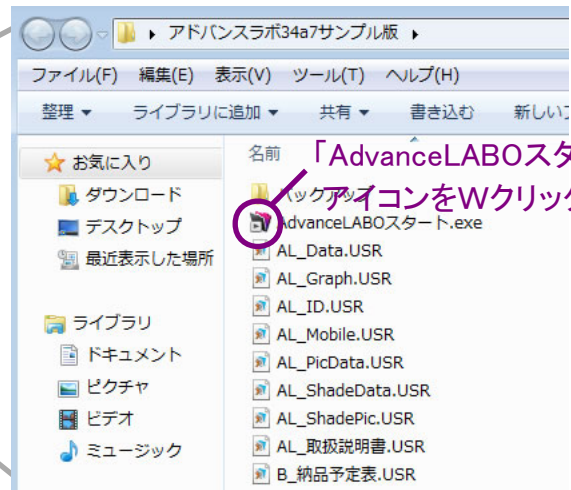 アドバンスラボ34a7サンプル版
ファイル(F) 編集(E) 表示(V) ツール(T) ヘルプ(H)
整理 ライブラリに追加 共有 書き込む 新しい
お気に入り
ダウンロード
デスクトップ
最近表示した場所
ライブラリ
ドキュメント
ピクチャ
ビデオ
ミュージック
名前
「AdvanceLABOスタ
アイコンをWクリック
バックアップ
AdvanceLABOスタート.exe
AL_Data.USR
AL_Graph.USR
AL_ID.USR
AL_Mobile.USR
AL_PicData.USR
AL_ShadeData.USR
AL_ShadePic.USR
AL_取扱説明書.USR
B_納品予定表.USR